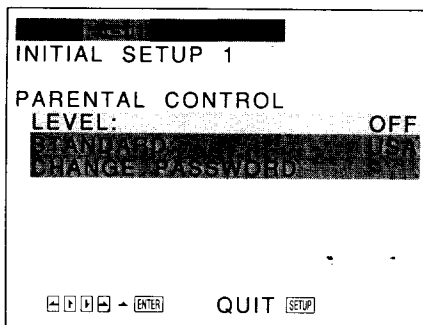 INITIAL SETUP 1
PARENTAL CONTROL
LEVEL: OFF
STANDARD: USA
CHANGE PASSWORD
ENTER QUIT SETUP